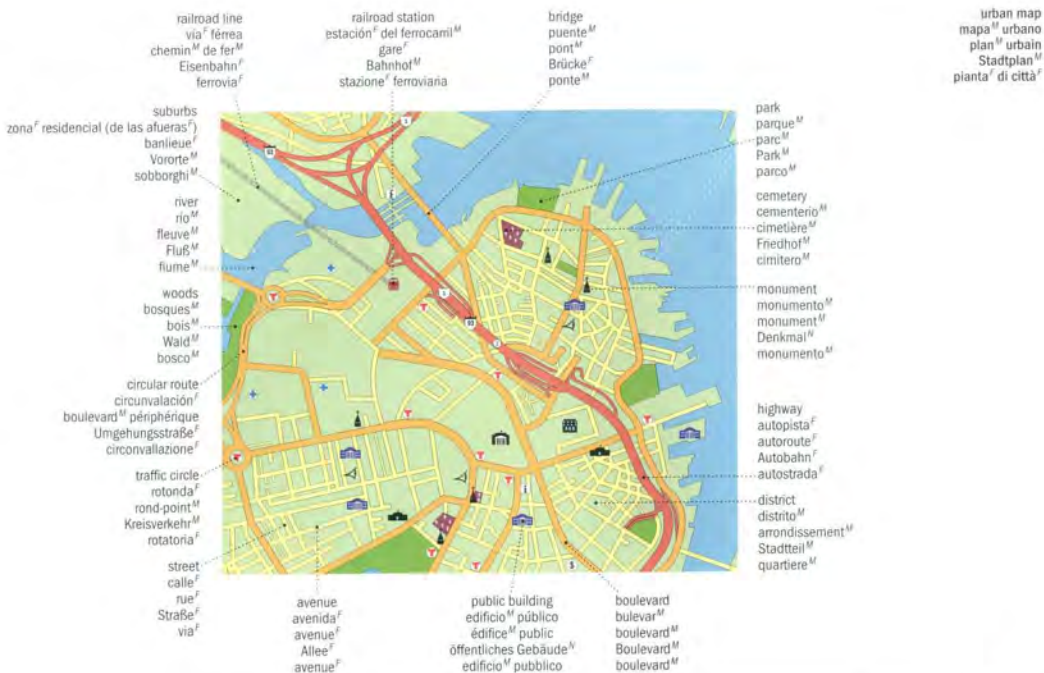 urban map
mapaᴹ urbano
planᴹ urbain
Stadtplanᴹ
piantaꟳ di cittàꟳ
railroad line
víaꟳ férrea
cheminᴹ de ferᴹ
Eisenbahnꟳ
ferroviaꟳ
railroad station
estaciónꟳ del ferrocarrilᴹ
gareꟳ
Bahnhofᴹ
stazioneꟳ ferroviaria
bridge
puenteᴹ
pontᴹ
Brückeꟳ
ponteᴹ
suburbs
zonaꟳ residencial (de las afuerasꟳ)
banlieueꟳ
Vororteᴹ
sobborghiᴹ
river
ríoᴹ
fleuveᴹ
Flußᴹ
fiumeᴹ
woods
bosquesᴹ
boisᴹ
Waldᴹ
boscoᴹ
circular route
circunvalaciónꟳ
boulevardᴹ périphérique
Umgehungsstraßeꟳ
circonvallazioneꟳ
traffic circle
rotondaꟳ
rond-pointᴹ
Kreisverkehrᴹ
rotatoriaꟳ
street
calleꟳ
rueꟳ
Straßeꟳ
viaꟳ
park
parqueᴹ
parcᴹ
Parkᴹ
parcoᴹ
cemetery
cementerioᴹ
cimetièreᴹ
Friedhofᴹ
cimiteroᴹ
monument
monumentoᴹ
monumentᴹ
Denkmalᴺ
monumentoᴹ
highway
autopistaꟳ
autorouteꟳ
Autobahnꟳ
autostradaꟳ
district
distritoᴹ
arrondissementᴹ
Stadtteilᴹ
quartiereᴹ
avenue
avenidaꟳ
avenueꟳ
Alleeꟳ
avenueꟳ
public building
edificioᴹ público
édificeᴹ public
öffentliches Gebäudeᴺ
edificioᴹ pubblico
boulevard
bulevarᴹ
boulevardᴹ
Boulevardᴹ
boulevardᴹ
93
1
i
1
93
i
$